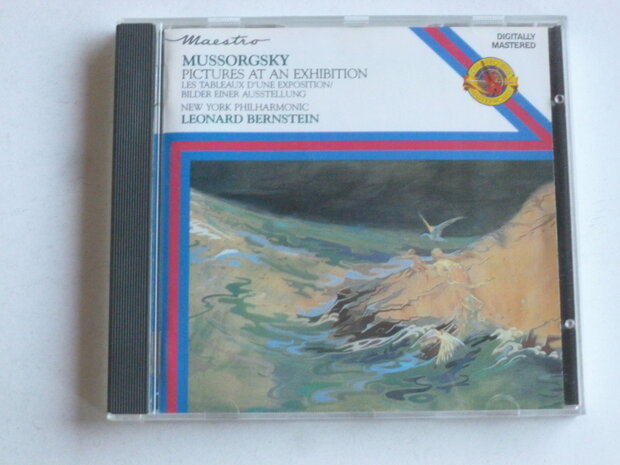 Maestro
DIGITALLY
MASTERED
MUSSORGSKY
PICTURES AT AN EXHIBITION
LES TABLEAUX D'UNE EXPOSITION/
BILDER EINER AUSSTELLUNG
NEW YORK PHILHARMONIC
LEONARD BERNSTEIN